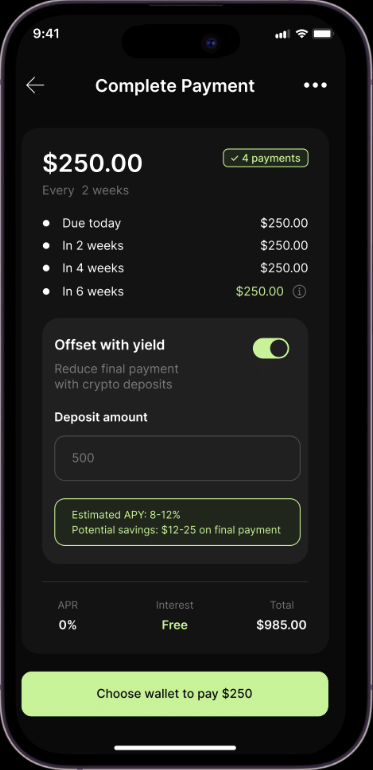 9:41
Complete Payment
$250.00
✓ 4 payments
Every 2 weeks
Due today $250.00
In 2 weeks $250.00
In 4 weeks $250.00
In 6 weeks $250.00
Offset with yield
Reduce final payment
with crypto deposits
Deposit amount
500
Estimated APY: 8-12%
Potential savings: $12-25 on final payment
APR Interest Total
0% Free $985.00
Choose wallet to pay $250